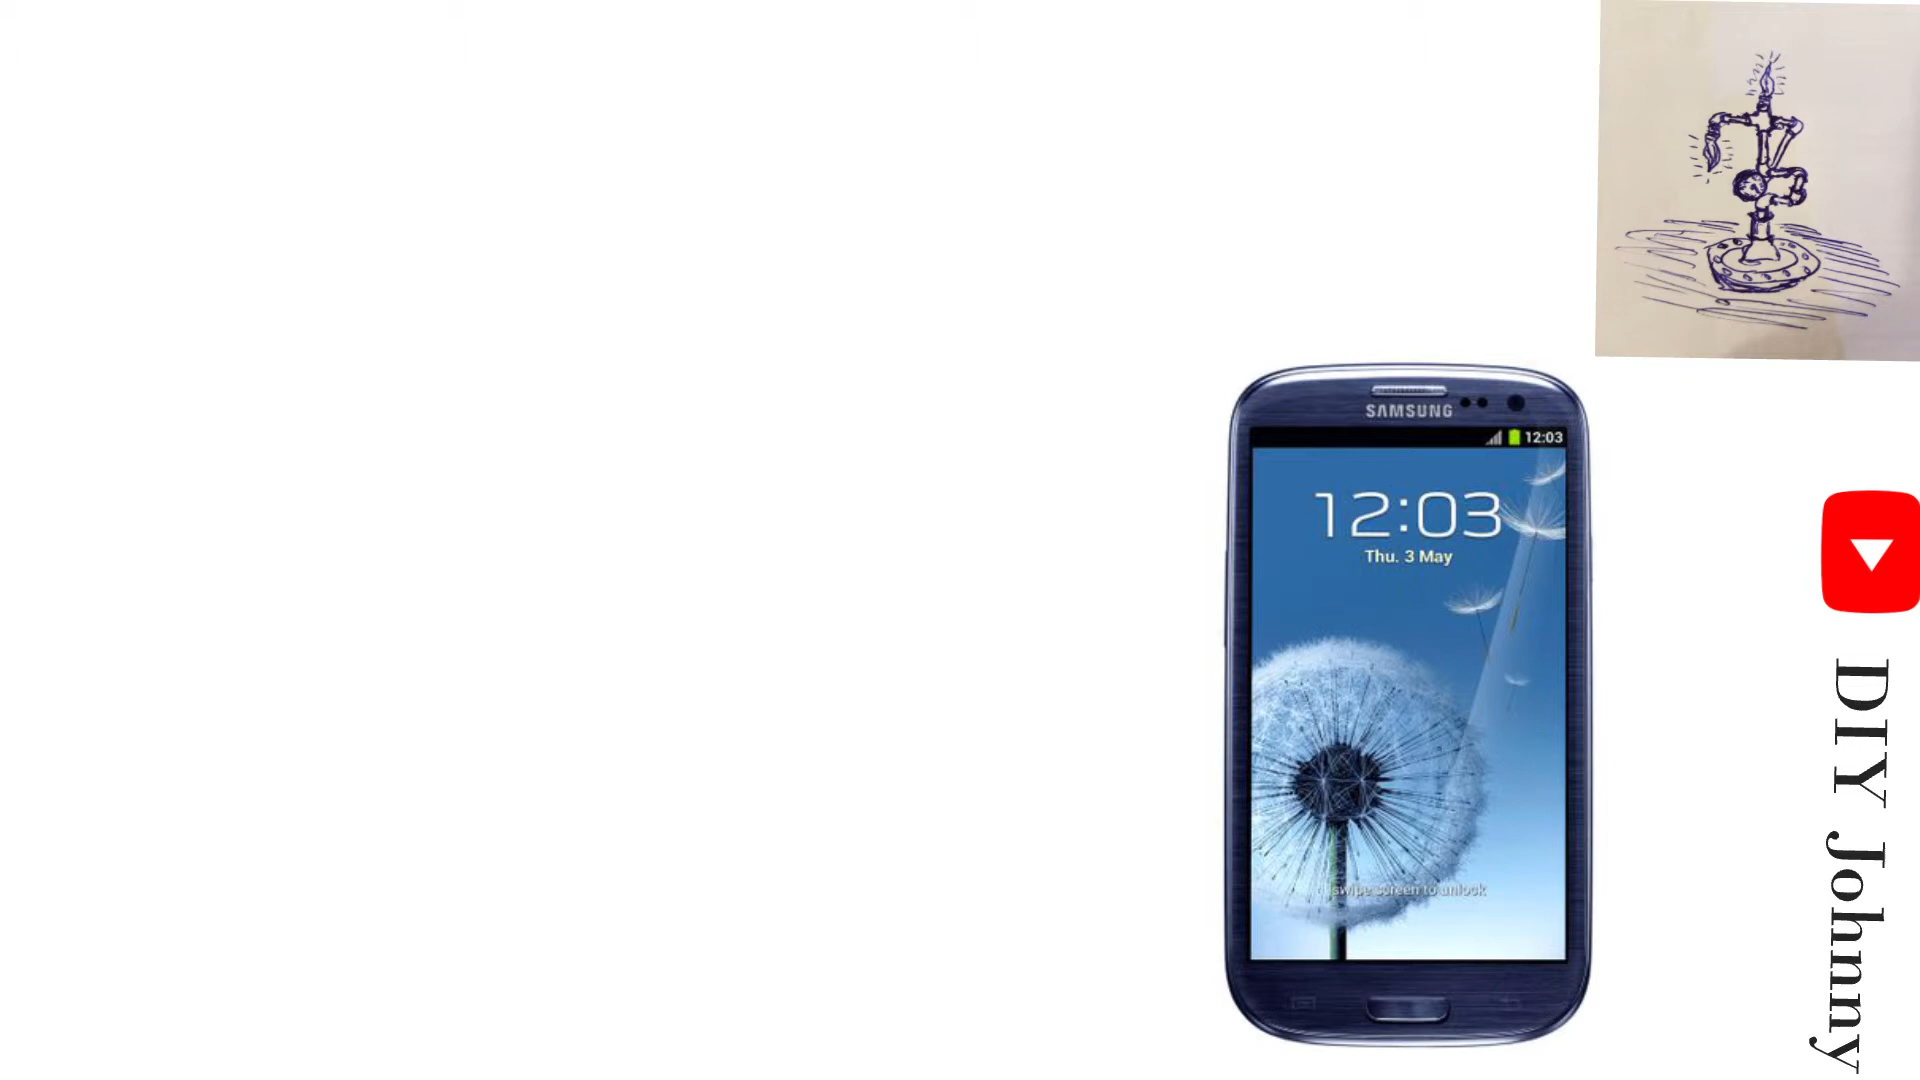 SAMSUNG
12:03
12:03
Thu. 3 May
swipe screen to unlock
DIY Johnny